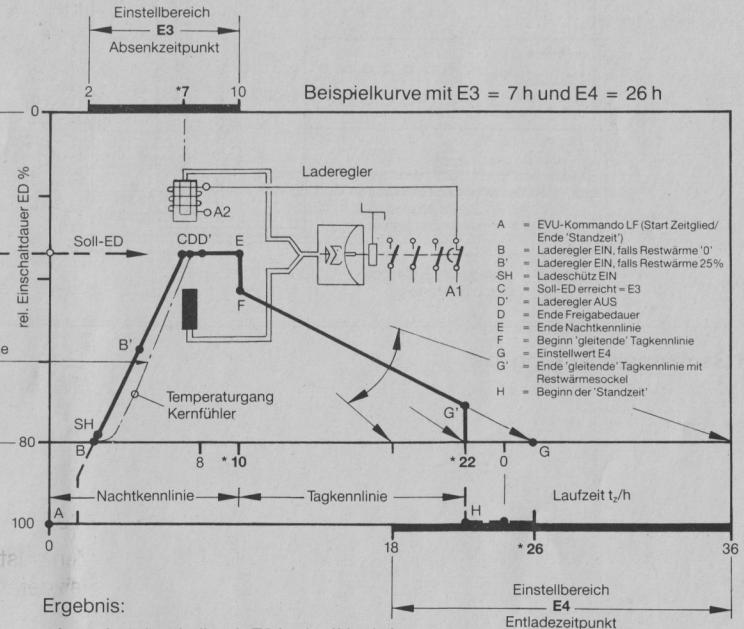 Einstellbereich
E3
Absenkzeitpunkt
2 *7 10
Beispielkurve mit E3 = 7 h und E4 = 26 h
0
rel. Einschaltdauer ED %
Laderegler
A2
Soll-ED
C D D' E
F
A1
A = EVU-Kommando LF (Start Zeitglied/
Ende 'Standzeit')
B = Laderegler EIN, falls Restwärme '0'
B' = Laderegler EIN, falls Restwärme 25%
SH = Ladeschütz EIN
C = Soll-ED erreicht = E3
D' = Laderegler AUS
D = Ende Freigabedauer
E = Ende Nachtkennlinie
F = Beginn 'gleitende' Tagkennlinie
G = Einstellwert E4
G' = Ende 'gleitende' Tagkennlinie mit
Restwärmesockel
H = Beginn der 'Standzeit'
e
B'
Temperaturgang
Kernfühler
SH
G'
80 B
G
8 *10 *22 0
Nachtkennlinie Tagkennlinie Laufzeit tz/h
A H
100
0 18 *26 36
Einstellbereich
E4
Entladezeitpunkt
Ergebnis: